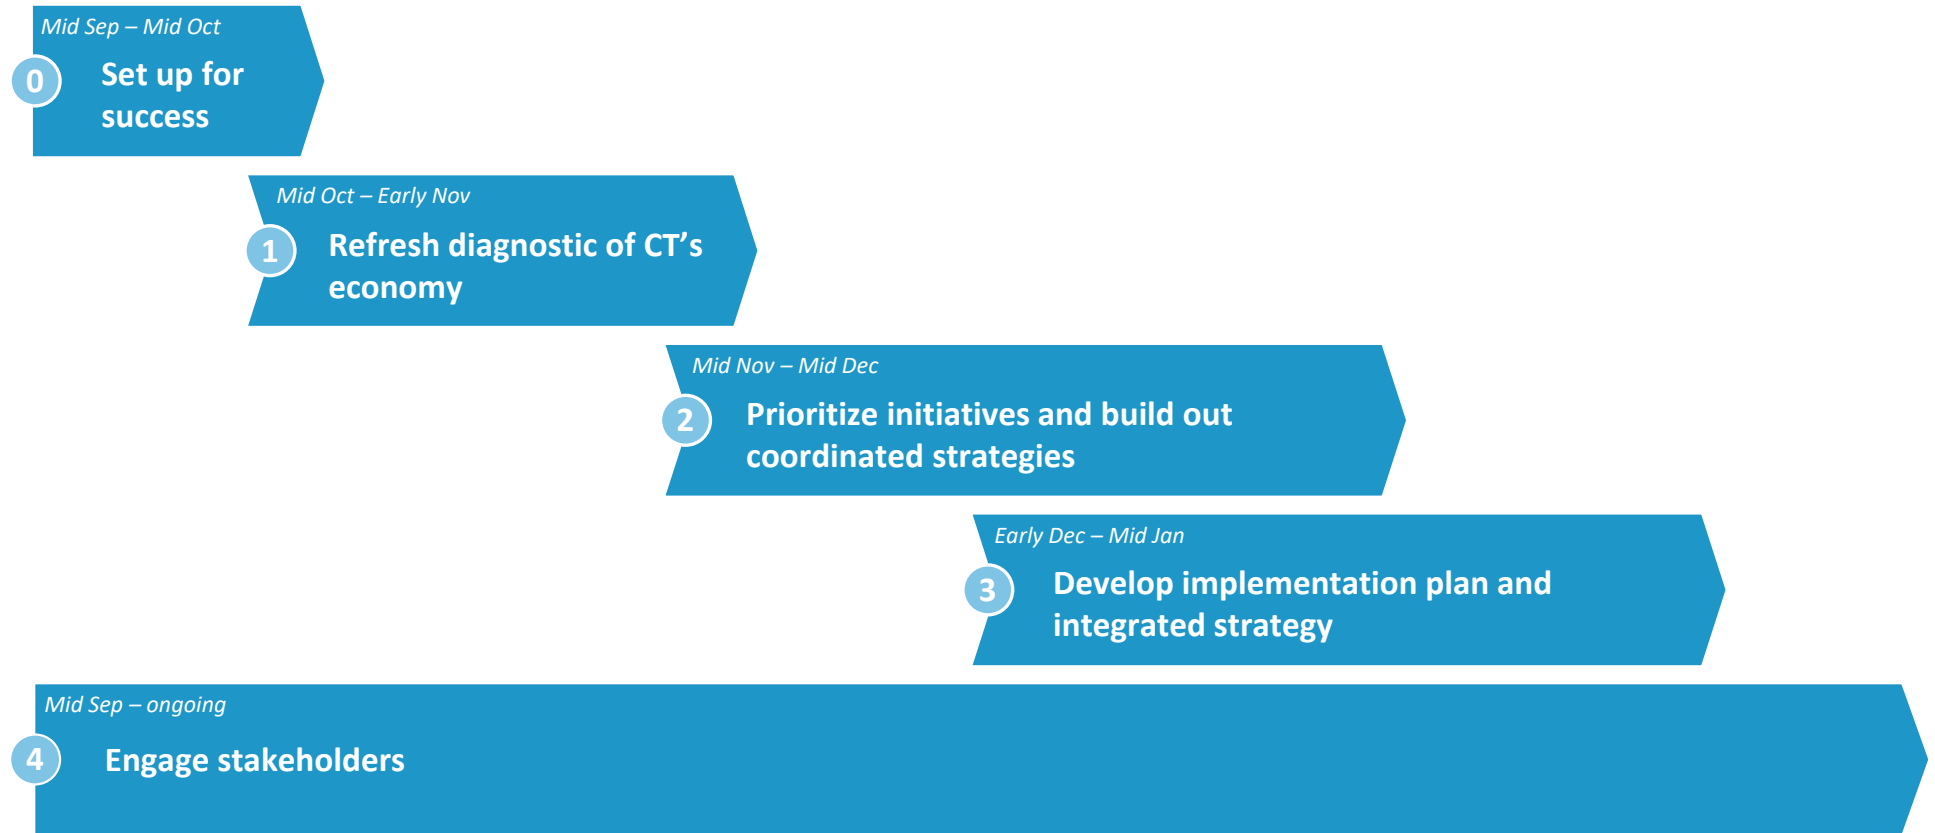 Mid Sep – Mid Oct
0
Set up for
success
Mid Oct – Early Nov
1
Refresh diagnostic of CT’s
economy
Mid Nov – Mid Dec
2
Prioritize initiatives and build out
coordinated strategies
Early Dec – Mid Jan
3
Develop implementation plan and
integrated strategy
Mid Sep – ongoing
4
Engage stakeholders